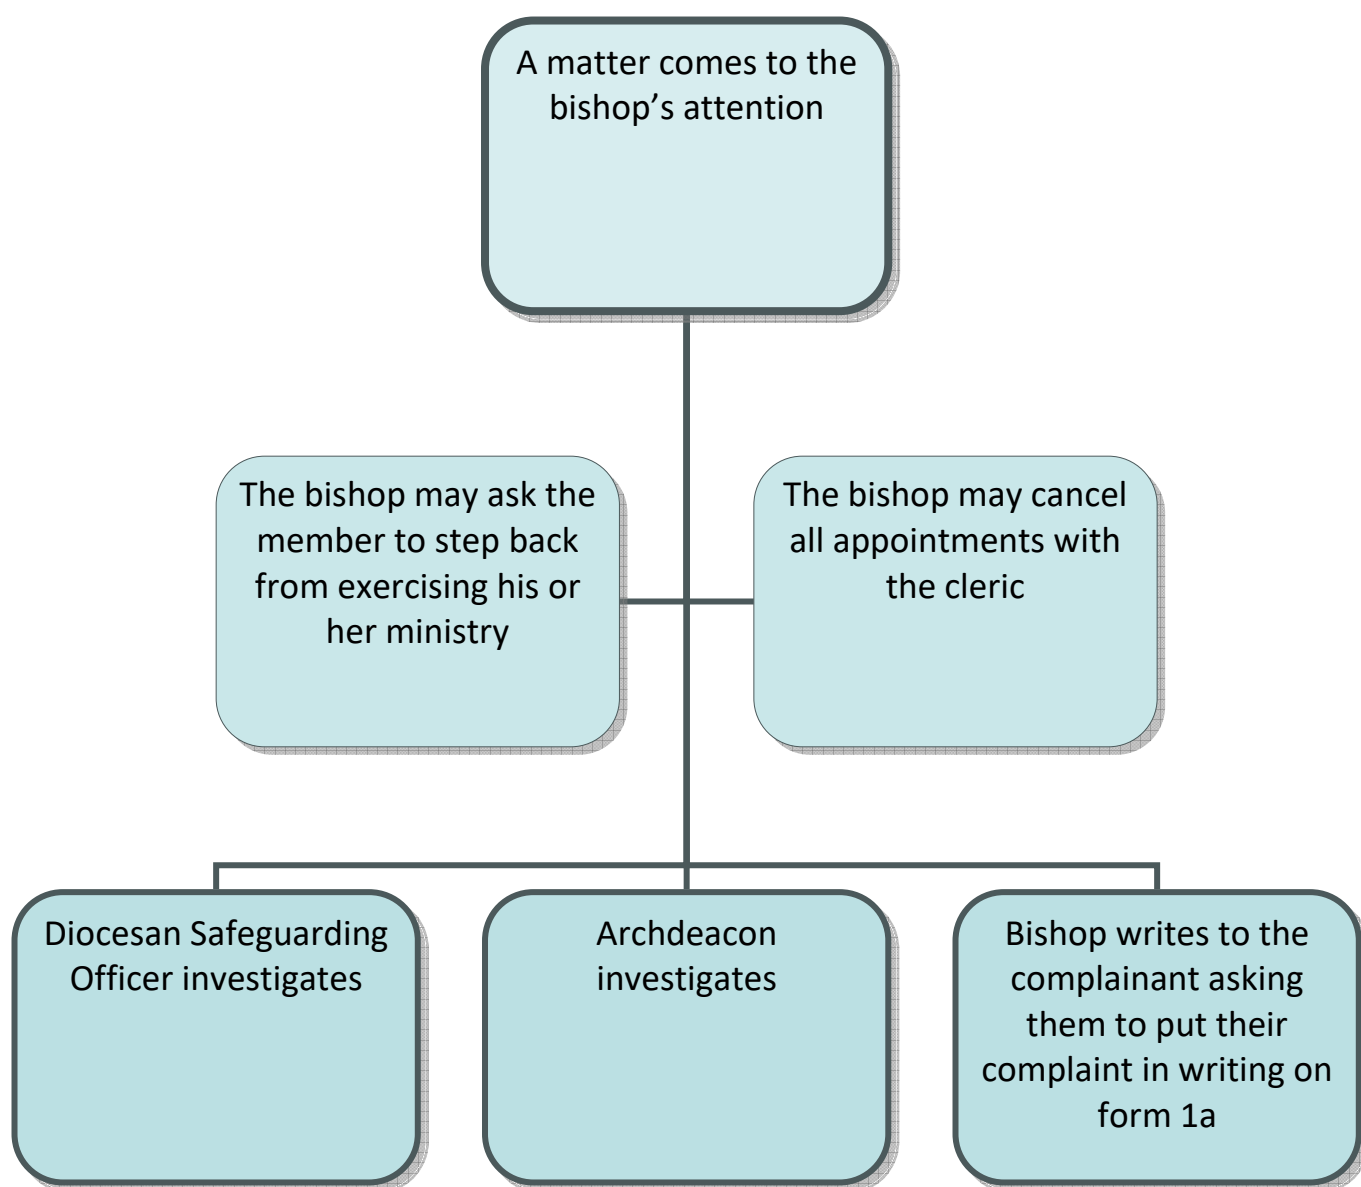 A matter comes to the
bishop’s attention
The bishop may ask the
member to step back
from exercising his or
her ministry
The bishop may cancel
all appointments with
the cleric
Diocesan Safeguarding
Officer investigates
Archdeacon
investigates
Bishop writes to the
complainant asking
them to put their
complaint in writing on
form 1a